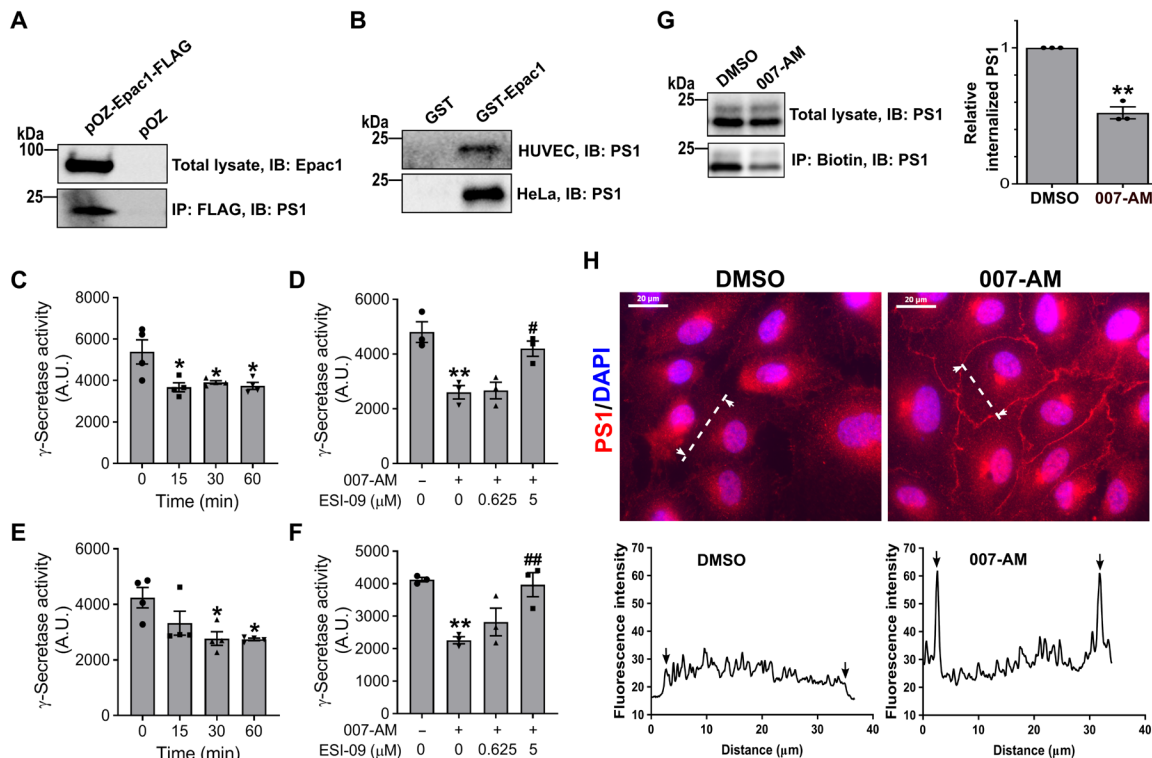 A
pOZ-Epac1-FLAG
pOZ
kDa
100
Total lysate, IB: Epac1
25
IP: FLAG, IB: PS1
B
GST
GST-Epac1
kDa
25
HUVEC, IB: PS1
25
HeLa, IB: PS1
G
DMSO
007-AM
kDa
25
Total lysate, IB: PS1
25
IP: Biotin, IB: PS1
Relative
internalized PS1
1
0
**
DMSO 007-AM
C
γ-Secretase activity
(A.U.)
8000
6000
4000
2000
0
* * *
0 15 30 60
Time (min)
D
γ-Secretase activity
(A.U.)
6000
4000
2000
0
** #
007-AM – + + +
ESI-09 (μM) 0 0 0.625 5
E
γ-Secretase activity
(A.U.)
6000
4000
2000
0
* *
0 15 30 60
Time (min)
F
γ-Secretase activity
(A.U.)
5000
4000
3000
2000
1000
0
** ##
007-AM – + + +
ESI-09 (μM) 0 0 0.625 5
H
DMSO
007-AM
PS1/DAPI
20 μm
20 μm
Fluorescence intensity
70
60
50
40
30
20
10
DMSO
0 10 20 30 40
Distance (μm)
Fluorescence intensity
70
60
50
40
30
20
10
007-AM
0 10 20 30 40
Distance (μm)